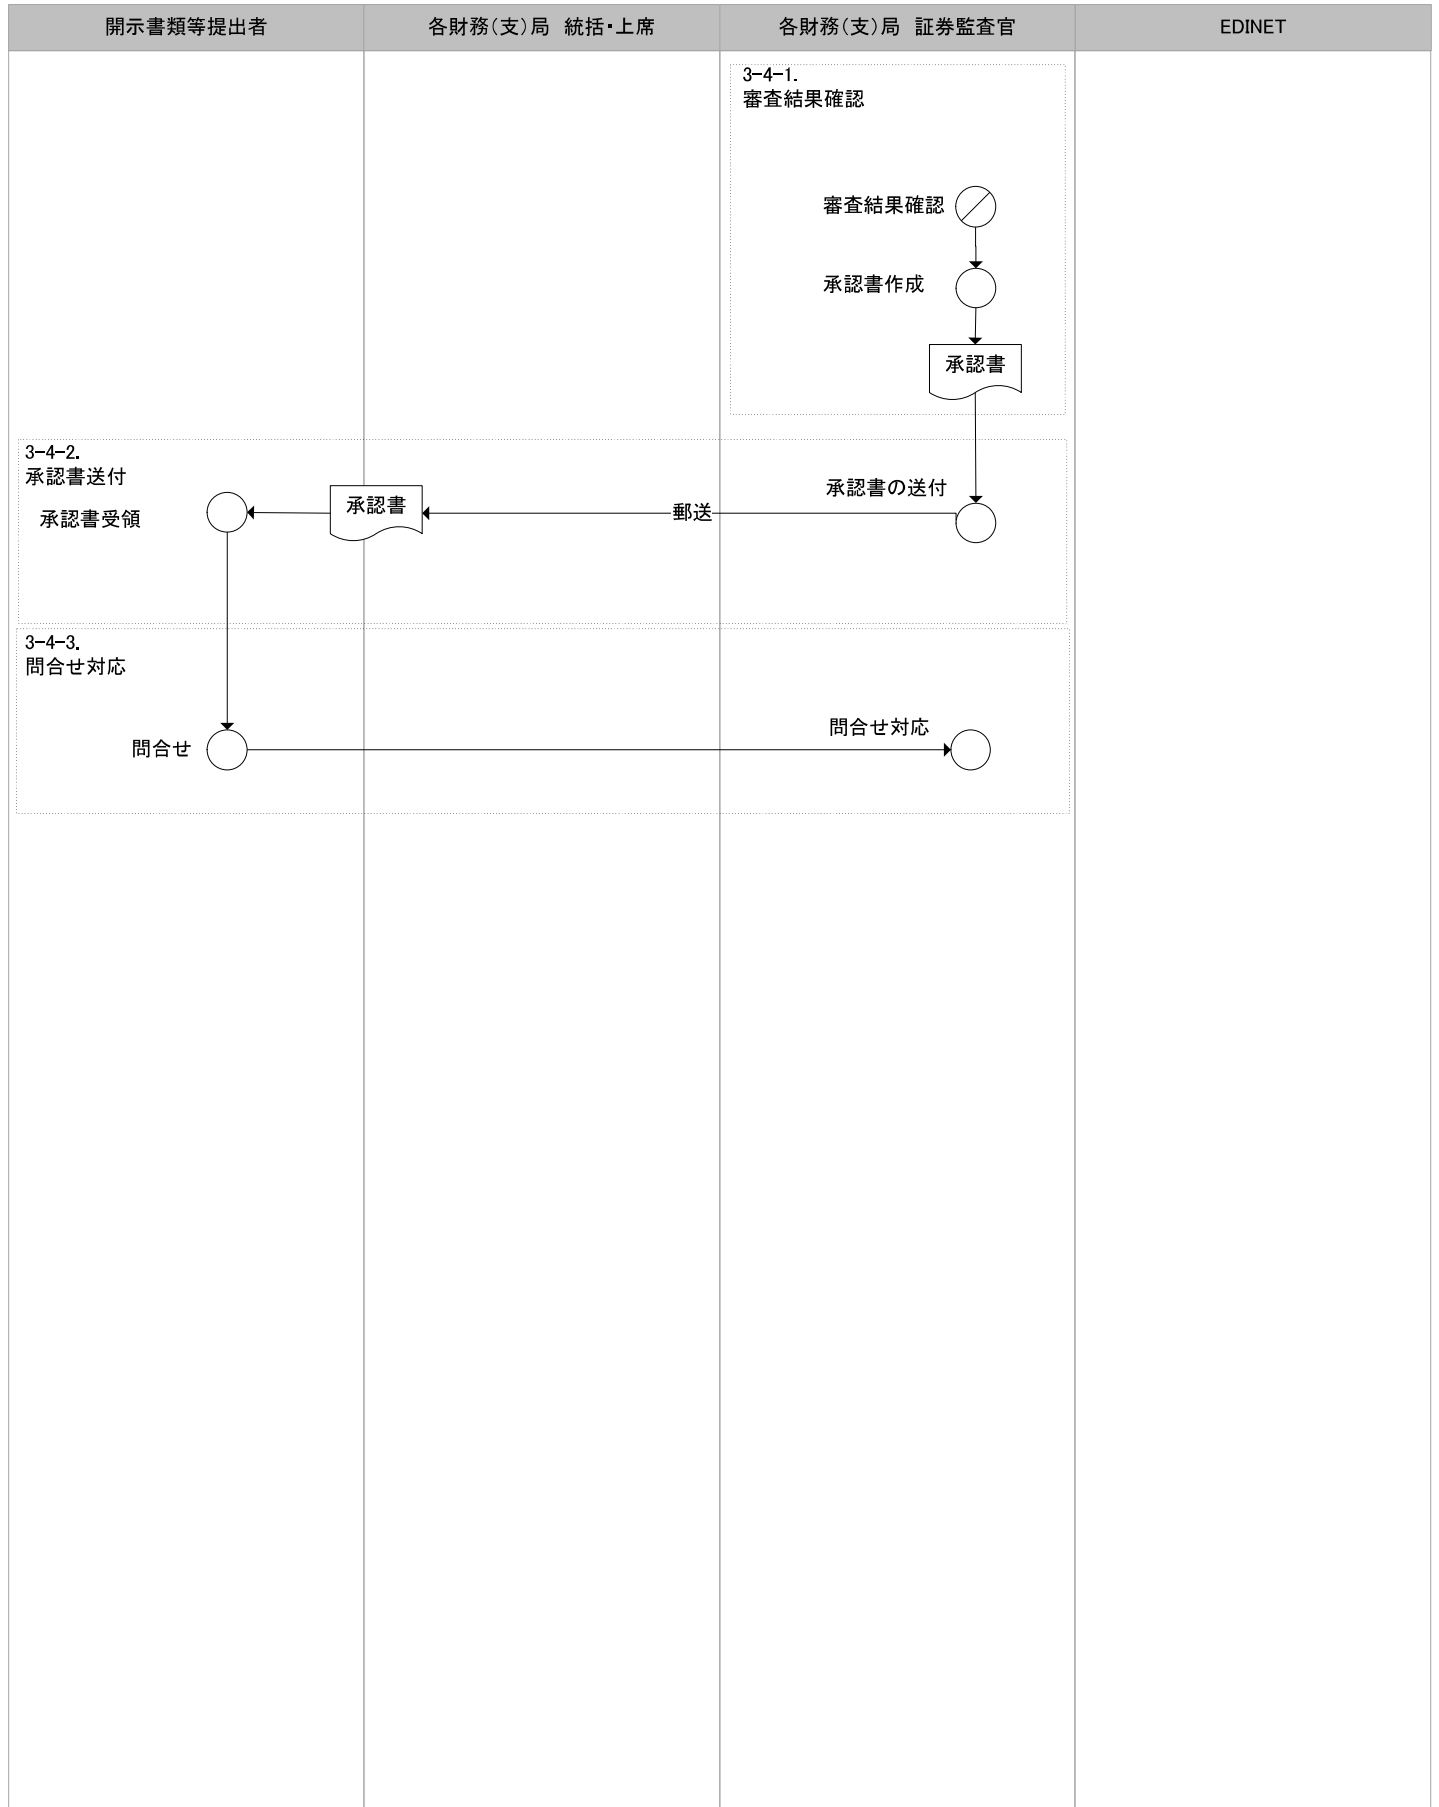 開示書類等提出者
各財務(支)局　統括・上席
各財務(支)局　証券監査官
EDINET
3-4-1.
審査結果確認
審査結果確認
承認書作成
承認書
3-4-2.
承認書送付
承認書受領
承認書
郵送
承認書の送付
3-4-3.
問合せ対応
問合せ
問合せ対応